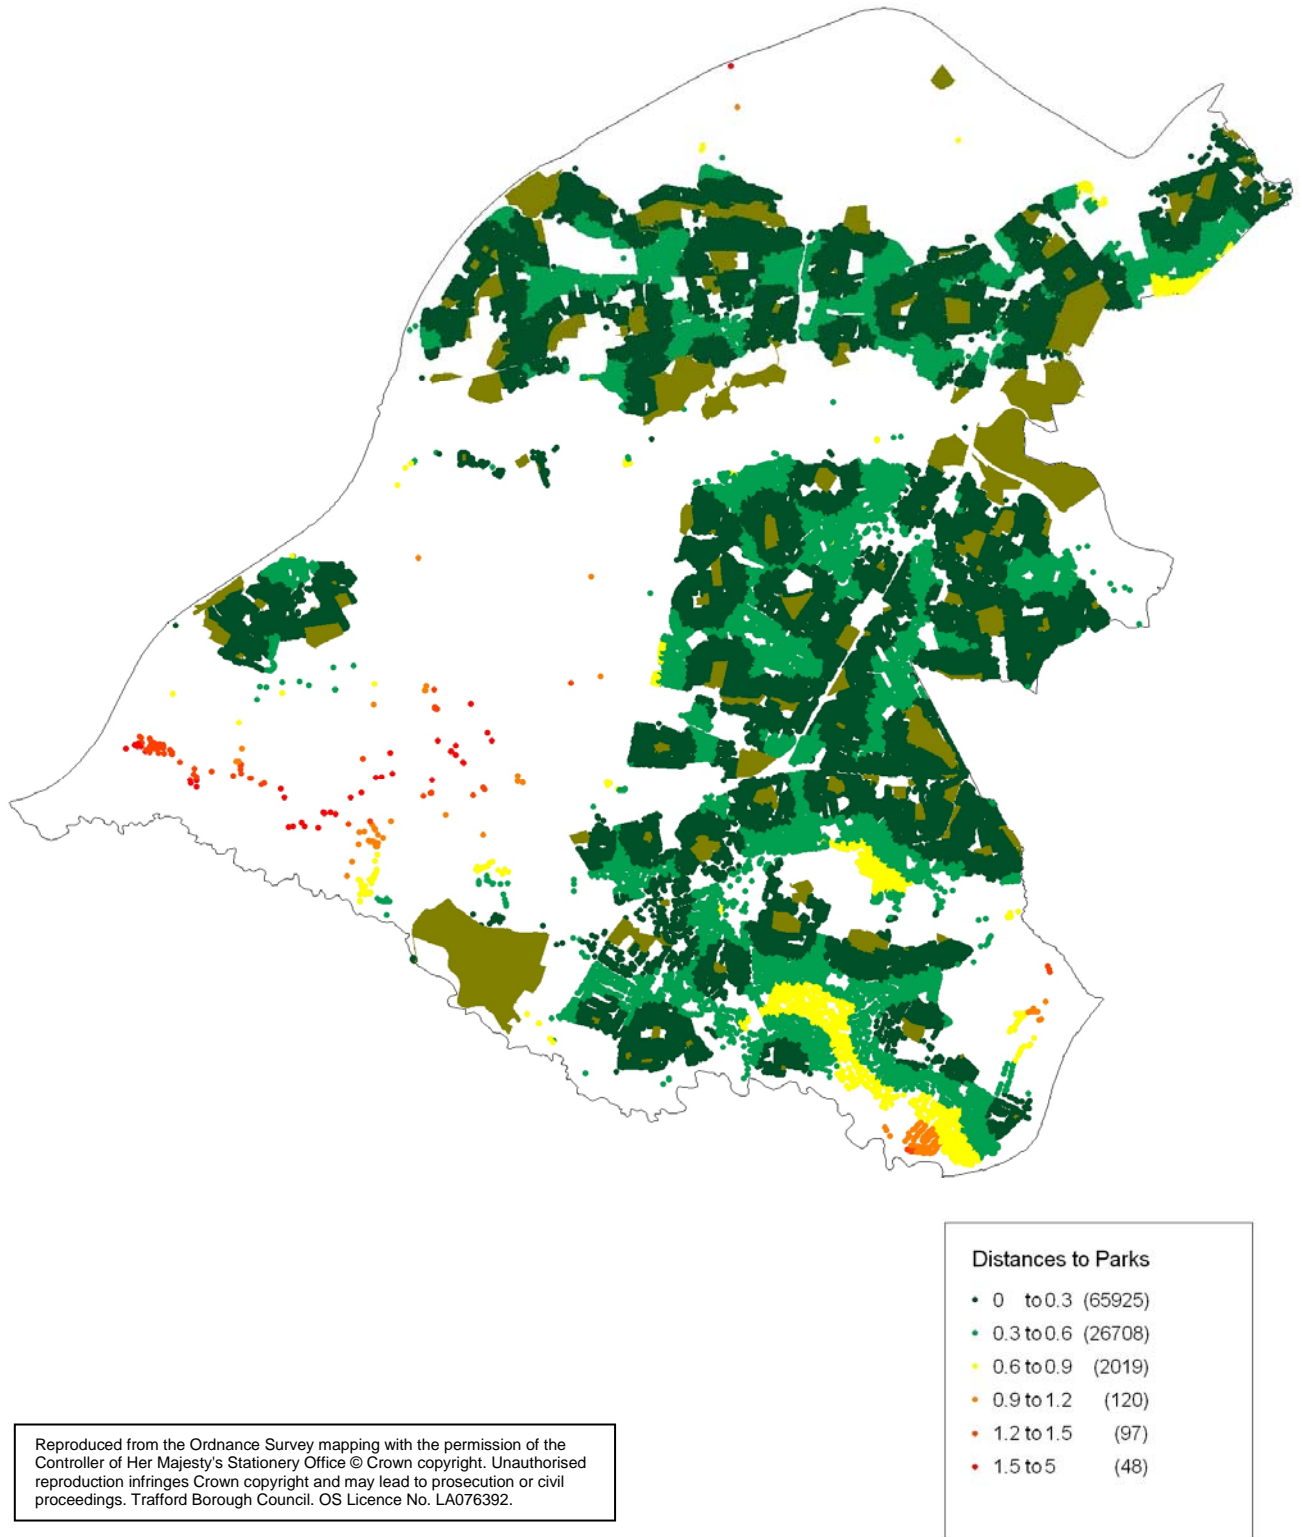 Distances to Parks
0 to 0.3 (65925)
0.3 to 0.6 (26708)
0.6 to 0.9 (2019)
0.9 to 1.2 (120)
1.2 to 1.5 (97)
1.5 to 5 (48)
Reproduced from the Ordnance Survey mapping with the permission of the
Controller of Her Majesty's Stationery Office © Crown copyright. Unauthorised
reproduction infringes Crown copyright and may lead to prosecution or civil
proceedings. Trafford Borough Council. OS Licence No. LA076392.